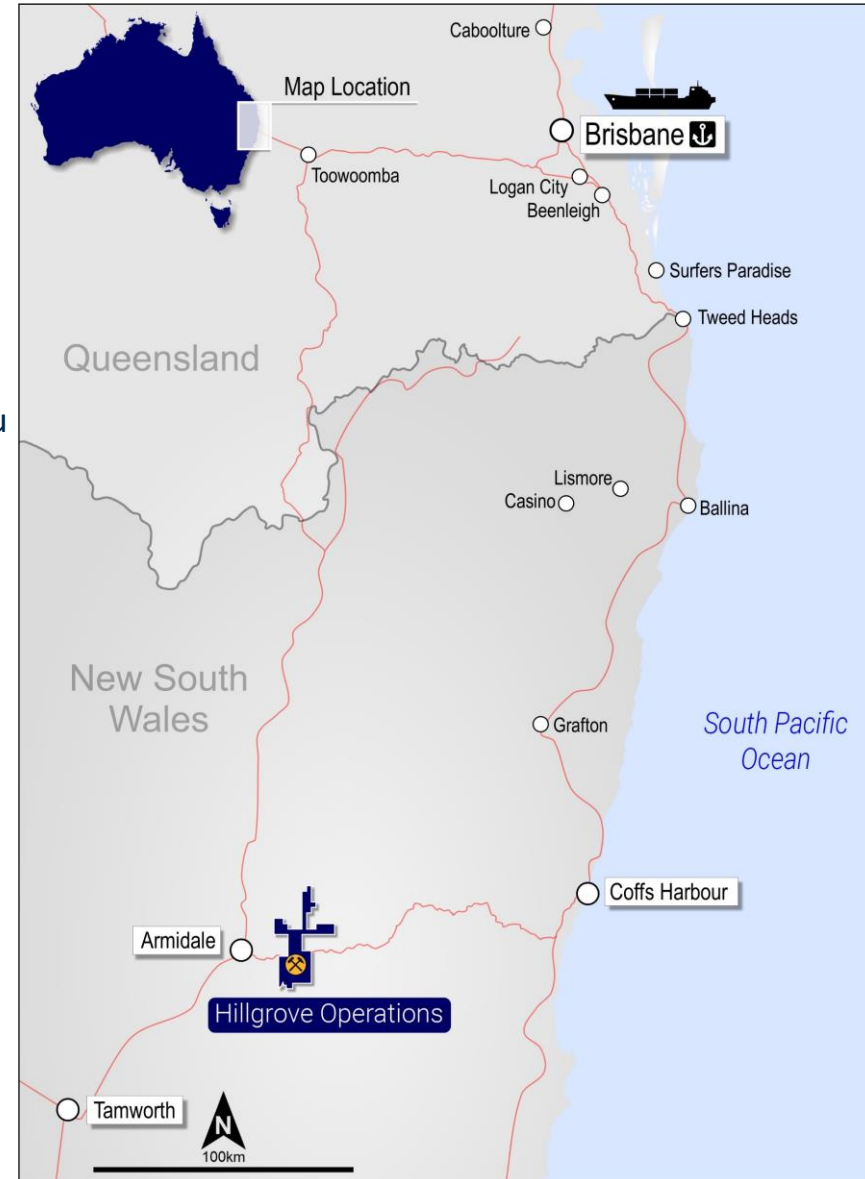 Caboolture
Map Location
Brisbane
Toowoomba
Logan City
Beenleigh
Surfers Paradise
Tweed Heads
Queensland
u
Lismore
Casino
Ballina
New South
Wales
Grafton
South Pacific
Ocean
Coffs Harbour
Armidale
Hillgrove Operations
Tamworth
N
100km